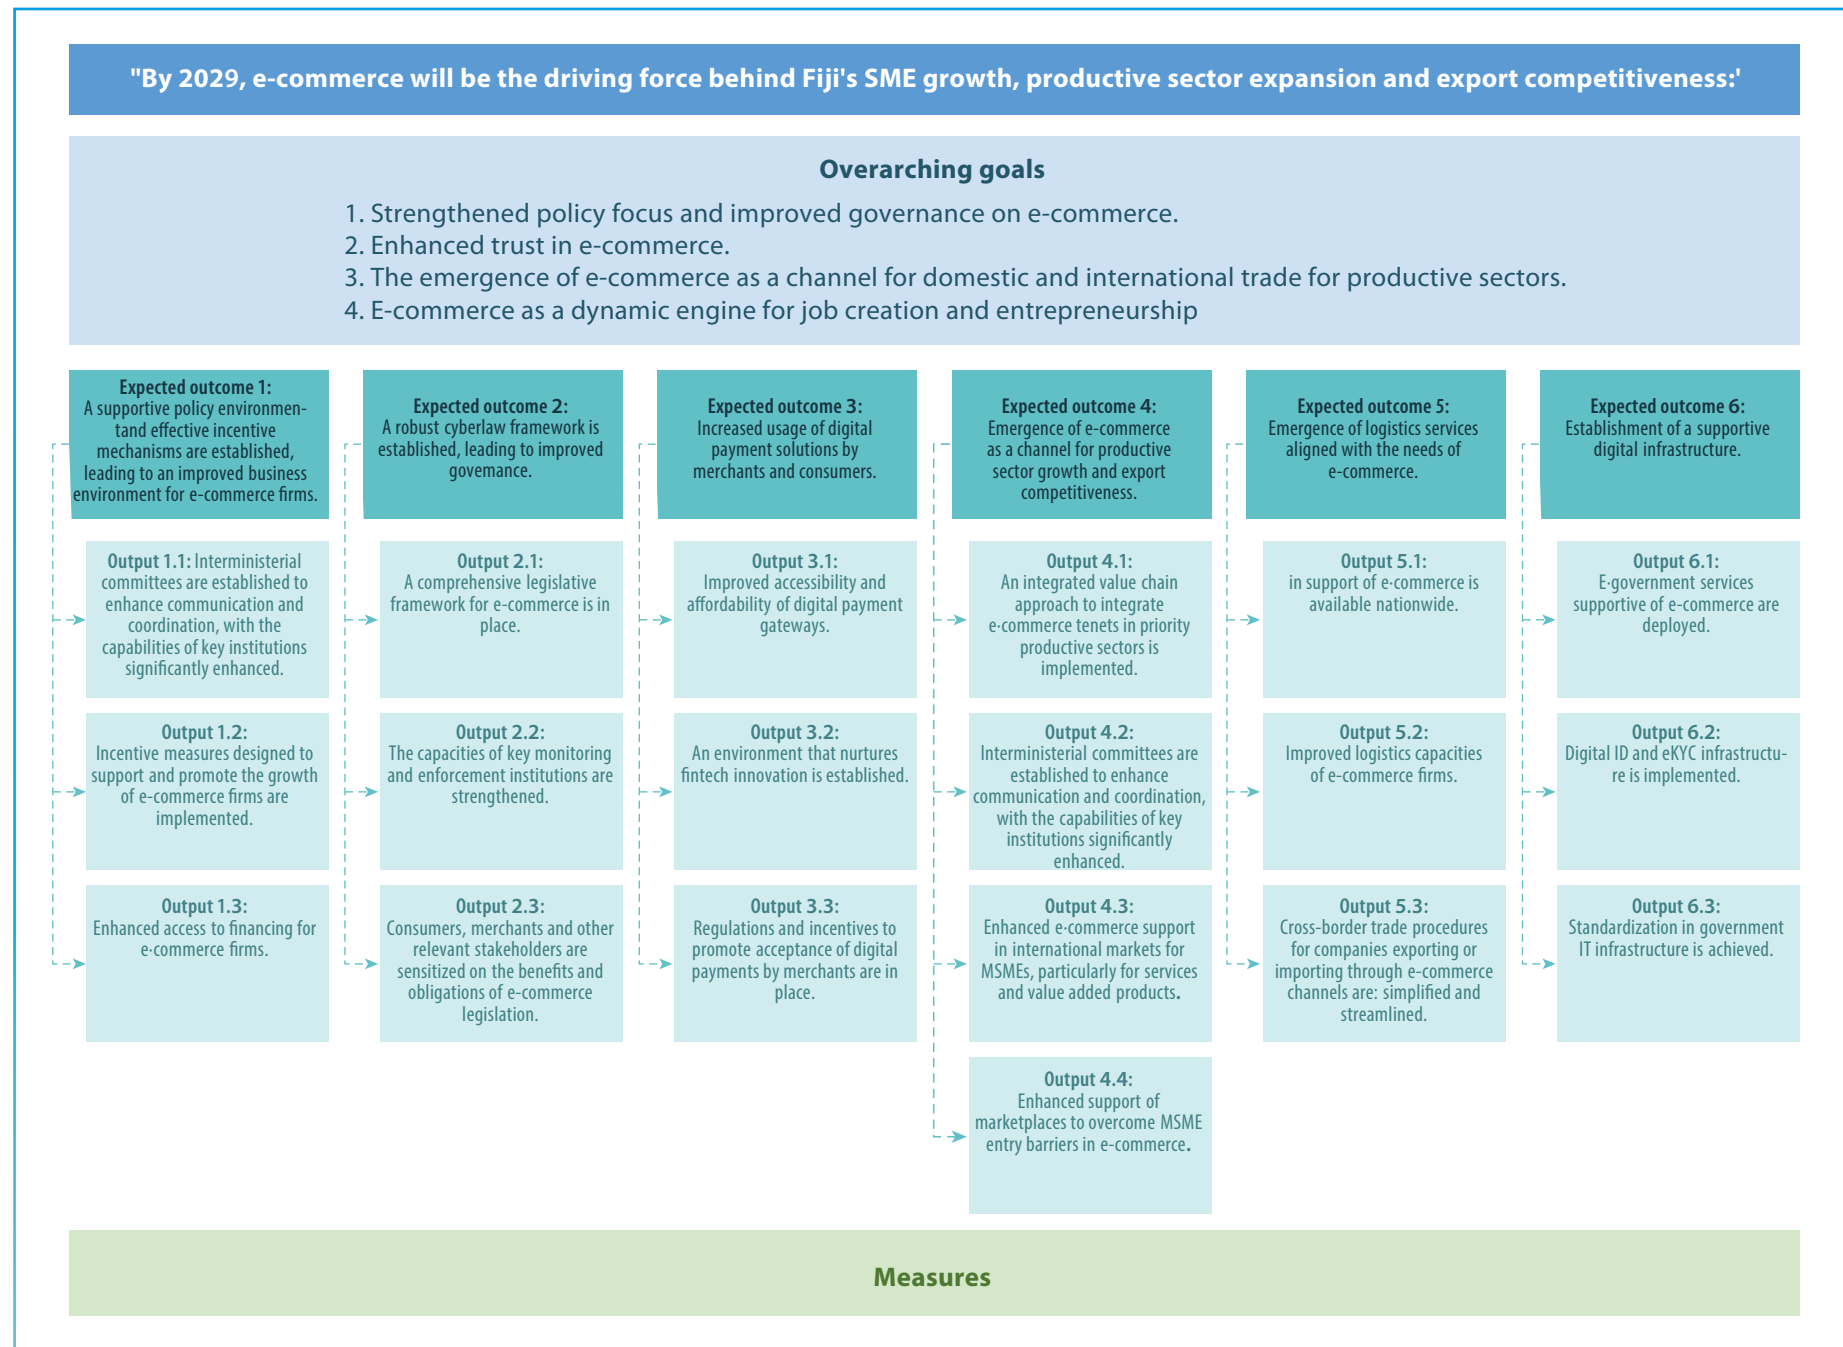 "By 2029, e-commerce will be the driving force behind Fiji's SME growth, productive sector expansion and export competitiveness:'
Overarching goals
1. Strengthened policy focus and improved governance on e-commerce.
2. Enhanced trust in e-commerce.
3. The emergence of e-commerce as a channel for domestic and international trade for productive sectors.
4. E-commerce as a dynamic engine for job creation and entrepreneurship
Expected outcome 1:
A supportive policy environmen-
tand effective incentive
mechanisms are established,
leading to an improved business
environment for e-commerce firms.
Output 1.1: Interministerial
committees are established to
enhance communication and
coordination, with the
capabilities of key institutions
significantly enhanced.
Output 1.2:
Incentive measures designed to
support and promote the growth
of e-commerce firms are
implemented.
Output 1.3:
Enhanced access to financing for
e·commerce firms.
Expected outcome 2:
A robust cyberlaw framework is
established, leading to improved
govemance.
Output 2.1:
A comprehensive legislative
framework for e-commerce is in
place.
Output 2.2:
The capacities of key monitoring
and enforcement institutions are
strengthened.
Output 2.3:
Consumers, merchants and other
relevant stakeholders are
sensitized on the benefits and
obligations of e-commerce
legislation.
Expected outcome 3:
Increased usage of digital
payment solutions by
merchants and consumers.
Output 3.1:
Improved accessibility and
affordability of digital payment
gateways.
Output 3.2:
An environment that nurtures
fintech innovation is established.
Output 3.3:
Regulations and incentives to
promote acceptance of digital
payments by merchants are in
place.
Expected outcome 4:
Emergence of e-commerce
as a channel for productive
sector growth and export
competitiveness.
Output 4.1:
An integrated value chain
approach to integrate
e·commerce tenets in priority
productive sectors is
implemented.
Output 4.2:
Interministerial committees are
established to enhance
communication and coordination,
with the capabilities of key
institutions significantly
enhanced.
Output 4.3:
Enhanced e·commerce support
in international markets for
MSMEs, particularly for services
and value added products.
Output 4.4:
Enhanced support of
marketplaces to overcome MSME
entry barriers in e-commerce.
Expected outcome 5:
Emergence of logistics services
aligned with the needs of
e-commerce.
Output 5.1:
in support of e·commerce is
available nationwide.
Output 5.2:
Improved logistics capacities
of e-commerce firms.
Output 5.3:
Cross-border trade procedures
for companies exporting or
importing through e-commerce
channels are: simplified and
streamlined.
Expected outcome 6:
Establishment of a supportive
digital infrastructure.
Output 6.1:
E·government services
supportive of e-commerce are
deployed.
Output 6.2:
Digital ID and eKYC infrastructu-
re is implemented.
Output 6.3:
Standardization in government
IT infrastructure is achieved.
Measures